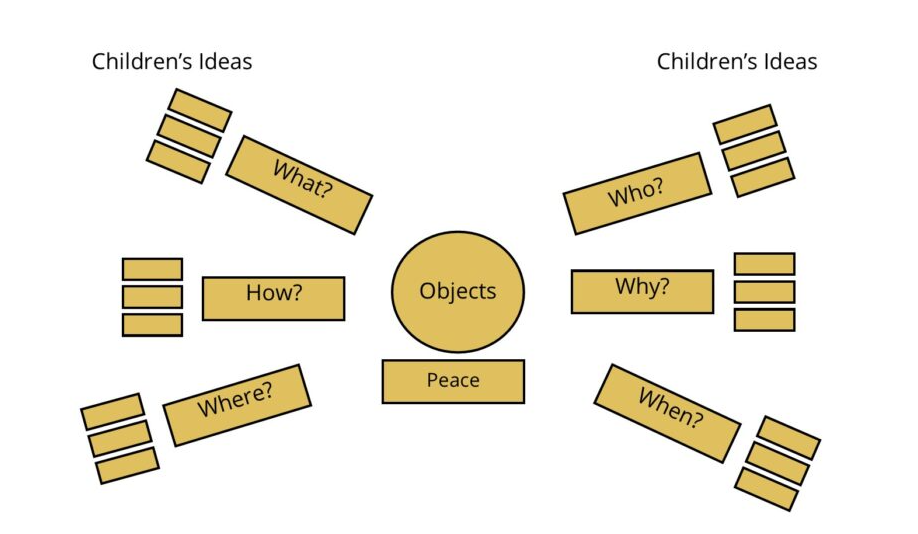 Children's Ideas
Children's Ideas
What?
Who?
How?
Objects
Why?
Peace
Where?
When?